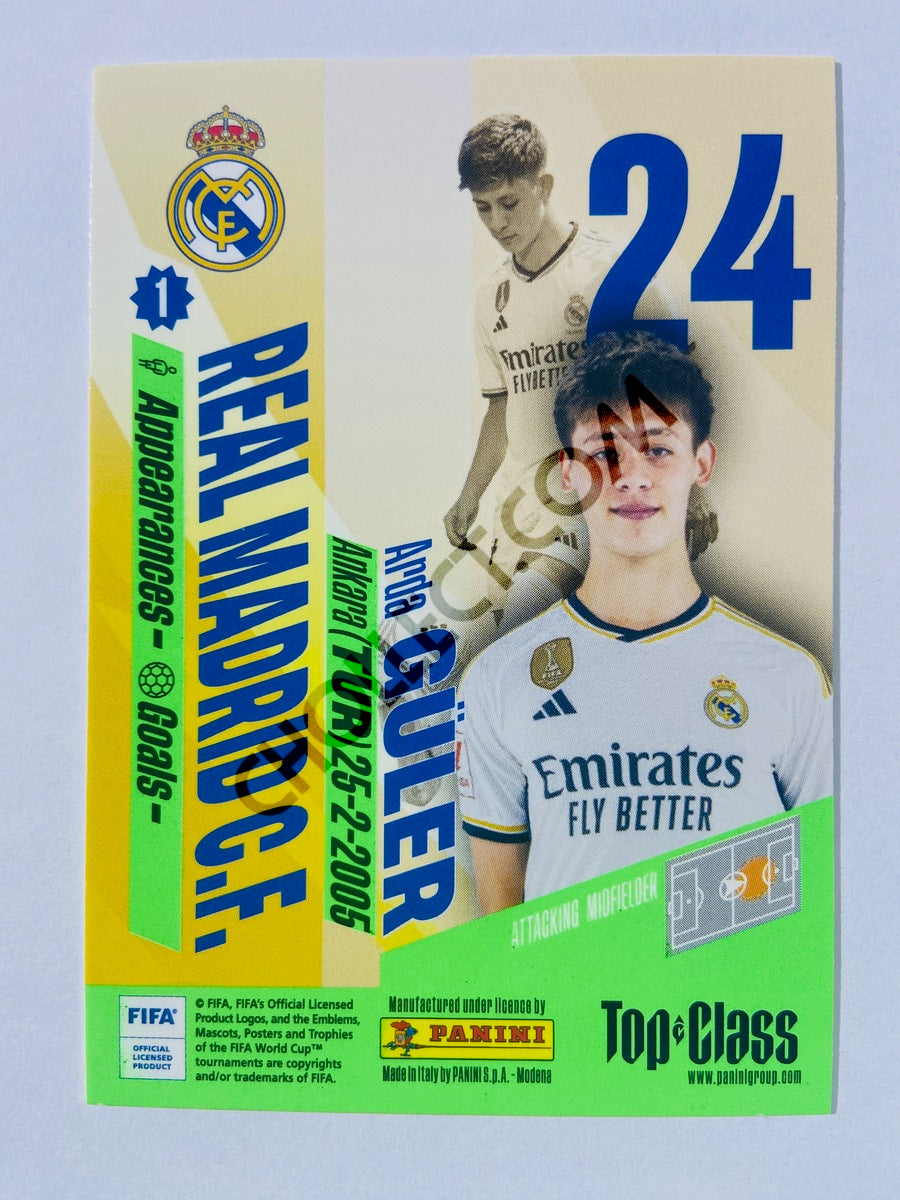 24
1
REAL MADRID C.F.
Appearances -
Goals -
Arda GÜLER
Ankara (TUR) 25-2-2005
Emirates
FLY BETTER
Emirates
FLY BETTER
FIFA
CHOLLECT.COM
ATTACKING MIDFIELDER
FIFA®
OFFICIAL
LICENSED
PRODUCT
© FIFA, FIFA's Official Licensed
Product Logos, and the Emblems,
Mascots, Posters and Trophies
of the FIFA World Cup™
tournaments are copyrights
and/or trademarks of FIFA.
Manufactured under licence by
PANINI
Made in Italy by PANINI S.p.A. - Modena
Top Class
www.paninigroup.com